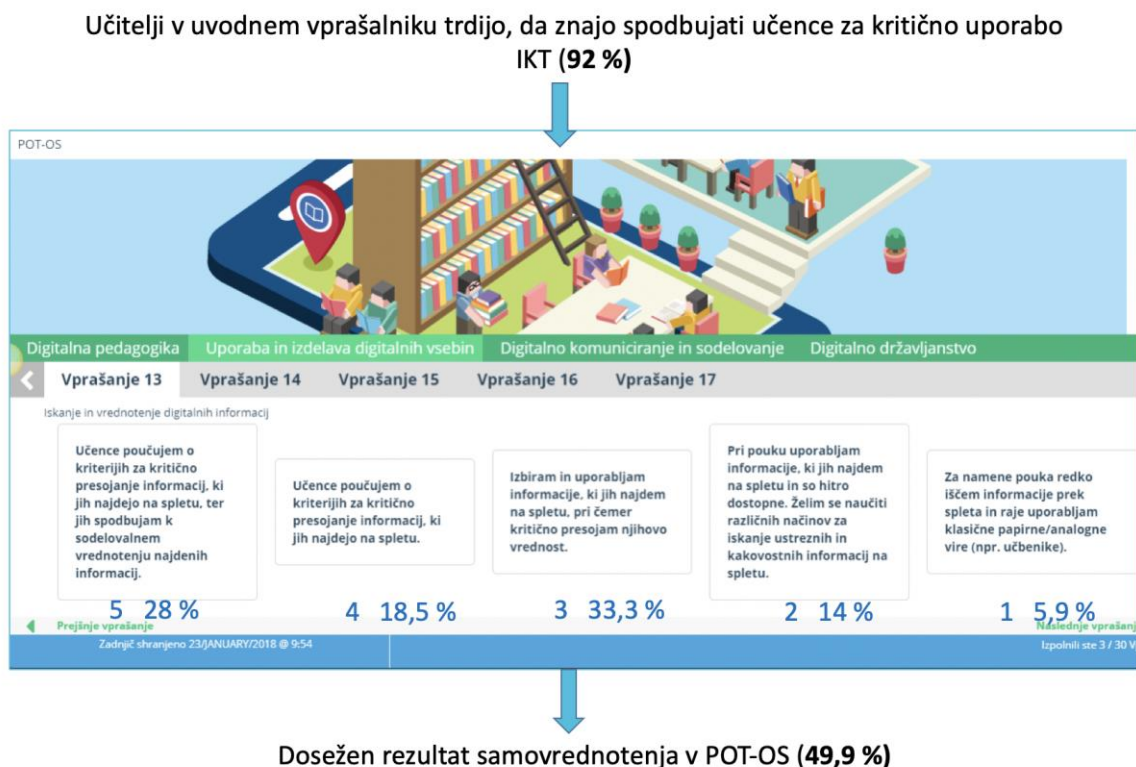 Učitelji v uvodnem vprašalniku trdijo, da znajo spodbujati učence za kritično uporabo
IKT (92 %)
POT-OS
Digitalna pedagogika Uporaba in izdelava digitalnih vsebin Digitalno komuniciranje in sodelovanje Digitalno državljanstvo
Vprašanje 13 Vprašanje 14 Vprašanje 15 Vprašanje 16 Vprašanje 17
Iskanje in vrednotenje digitalnih informacij
Učence poučujem o
kriterijih za kritično
presojanje informacij, ki
jih najdejo na spletu, ter
jih spodbujam k
sodelovalnem
vrednotenju najdenih
informacij.
Učence poučujem o
kriterijih za kritično
presojanje informacij, ki
jih najdejo na spletu.
Izbiram in uporabljam
informacije, ki jih najdem
na spletu, pri čemer
kritično presojam njihovo
vrednost.
Pri pouku uporabljam
informacije, ki jih najdem
na spletu in so hitro
dostopne. Želim se naučiti
različnih načinov za
iskanje ustreznih in
kakovostnih informacij na
spletu.
Za namene pouka redko
iščem informacije prek
spleta in raje uporabljam
klasične papirne/analogne
vire (npr. učbenike).
5 28 % 4 18,5 % 3 33,3 % 2 14 % 1 5,9 %
Prejšnje vprašanje Naslednje vprašanj
Zadnjič shranjeno 23/JANUARY/2018 @ 9:54 Izpolnili ste 3 / 30 V
Dosežen rezultat samovrednotenja v POT-OS (49,9 %)